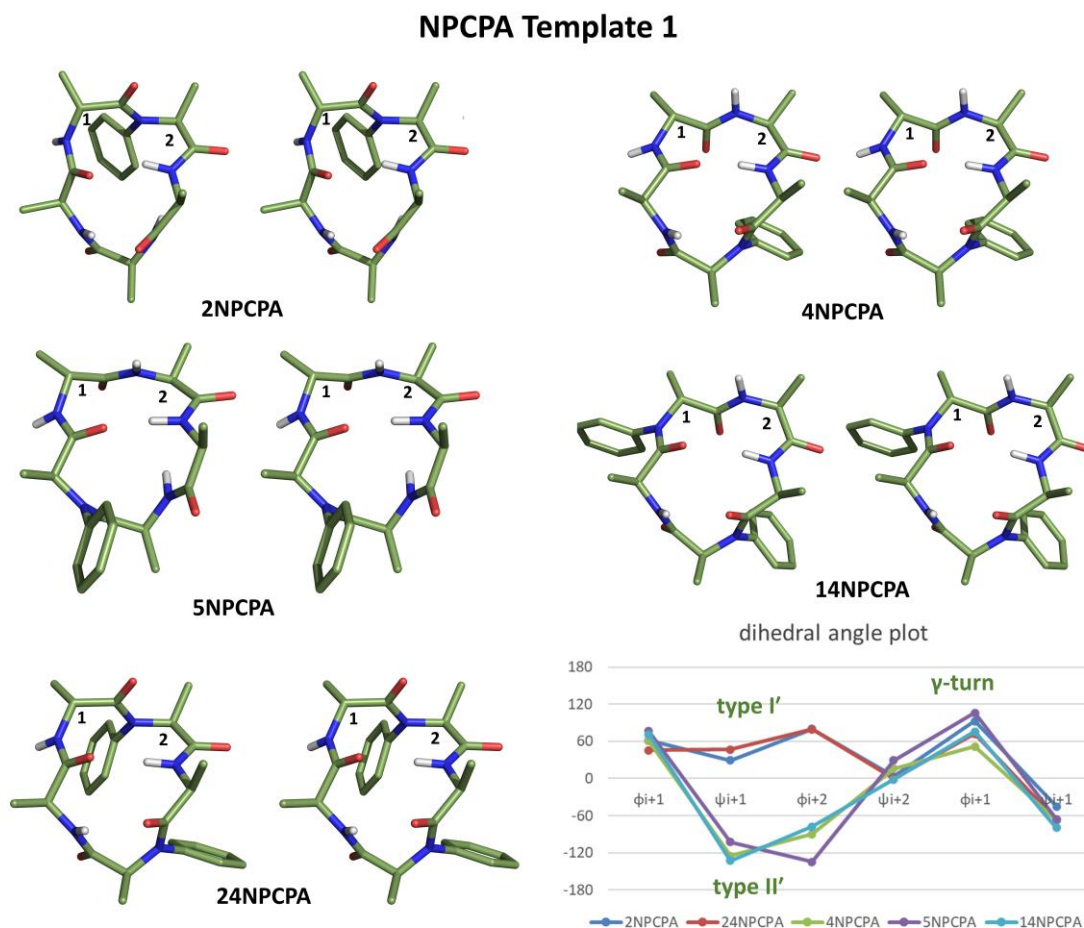 NPCPA Template 1
1
2
1
2
2NPCPA
1
2
1
2
4NPCPA
1
2
1
2
5NPCPA
1
2
1
2
14NPCPA
1
2
1
2
24NPCPA
dihedral angle plot
180
120
60
0
-60
-120
-180
type I′
γ-turn
type II′
ϕi+1
ψi+1
ϕi+2
ψi+2
ϕi+1
ψi+1
2NPCPA
24NPCPA
4NPCPA
5NPCPA
14NPCPA